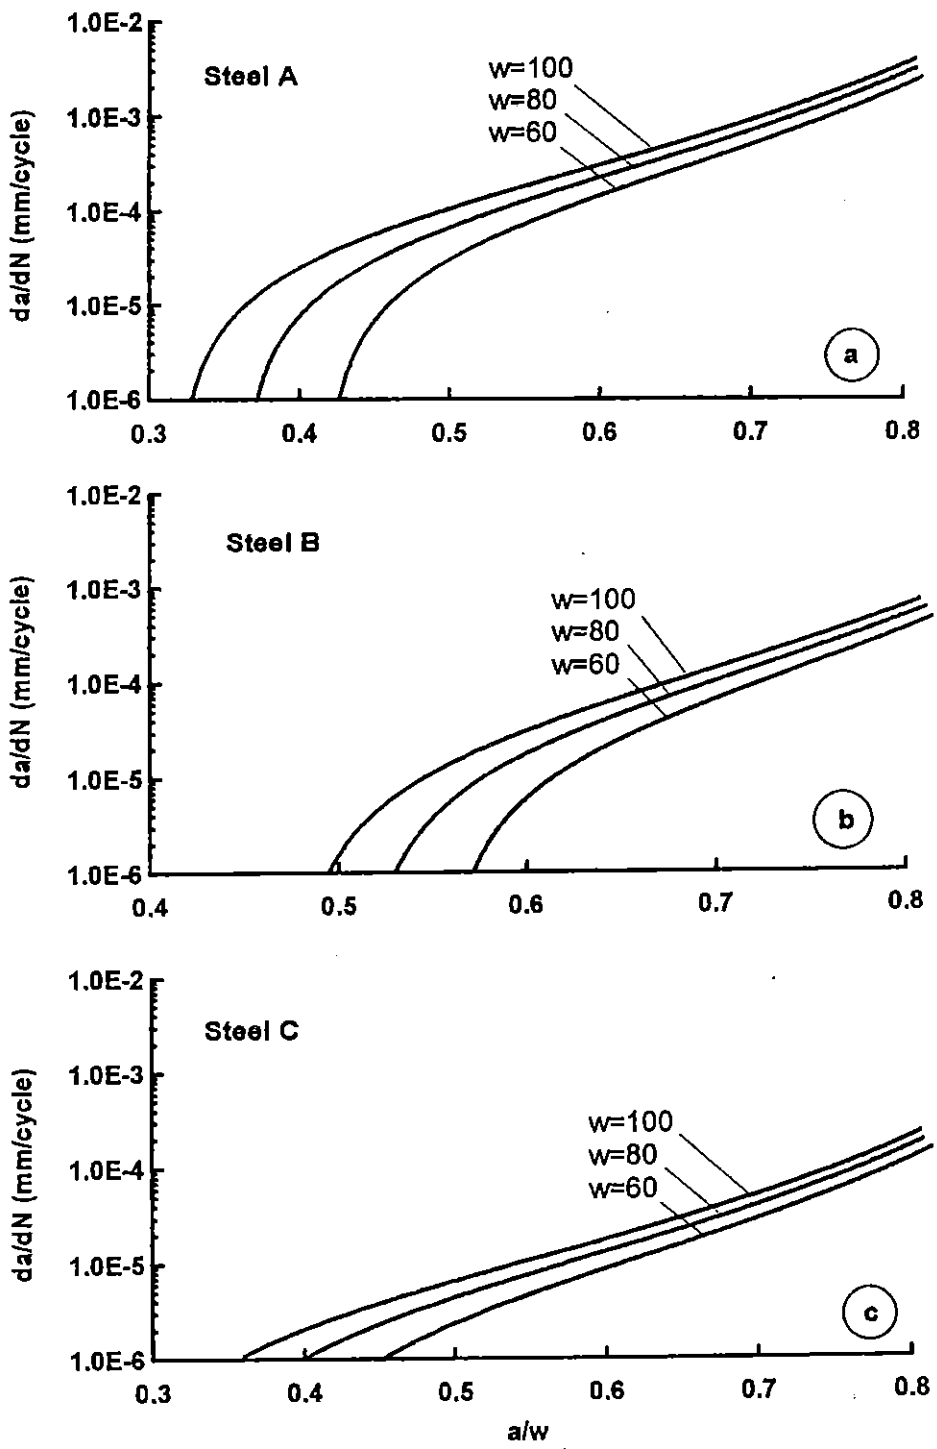 1.0E-2
Steel A
w=100
w=80
w=60
1.0E-3
1.0E-4
1.0E-5
1.0E-6
da/dN (mm/cycle)
a
0.3 0.4 0.5 0.6 0.7 0.8
1.0E-2
Steel B
1.0E-3
w=100
w=80
w=60
1.0E-4
1.0E-5
1.0E-6
da/dN (mm/cycle)
b
0.4 0.5 0.6 0.7 0.8
1.0E-2
Steel C
1.0E-3
w=100
w=80
w=60
1.0E-4
1.0E-5
1.0E-6
da/dN (mm/cycle)
c
0.3 0.4 0.5 0.6 0.7 0.8
a/w